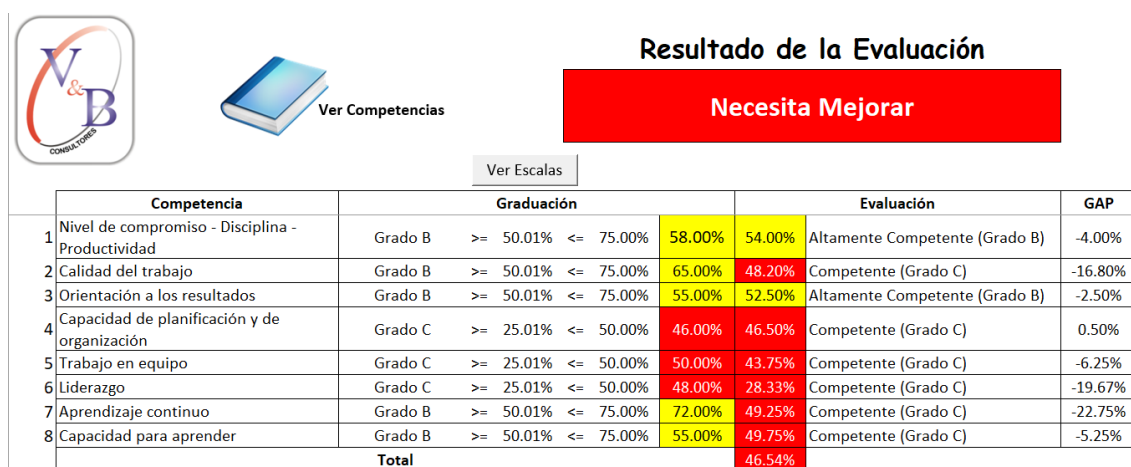 V&B
CONSULTORES
Ver Competencias
Resultado de la Evaluación
Necesita Mejorar
Ver Escalas
Competencia Graduación Evaluación GAP
1 Nivel de compromiso - Disciplina -
Productividad Grado B >= 50.01% <= 75.00% 58.00% 54.00% Altamente Competente (Grado B) -4.00%
2 Calidad del trabajo Grado B >= 50.01% <= 75.00% 65.00% 48.20% Competente (Grado C) -16.80%
3 Orientación a los resultados Grado B >= 50.01% <= 75.00% 55.00% 52.50% Altamente Competente (Grado B) -2.50%
4 Capacidad de planificación y de
organización Grado C >= 25.01% <= 50.00% 46.00% 46.50% Competente (Grado C) 0.50%
5 Trabajo en equipo Grado C >= 25.01% <= 50.00% 50.00% 43.75% Competente (Grado C) -6.25%
6 Liderazgo Grado C >= 25.01% <= 50.00% 48.00% 28.33% Competente (Grado C) -19.67%
7 Aprendizaje continuo Grado B >= 50.01% <= 75.00% 72.00% 49.25% Competente (Grado C) -22.75%
8 Capacidad para aprender Grado B >= 50.01% <= 75.00% 55.00% 49.75% Competente (Grado C) -5.25%
Total 46.54%